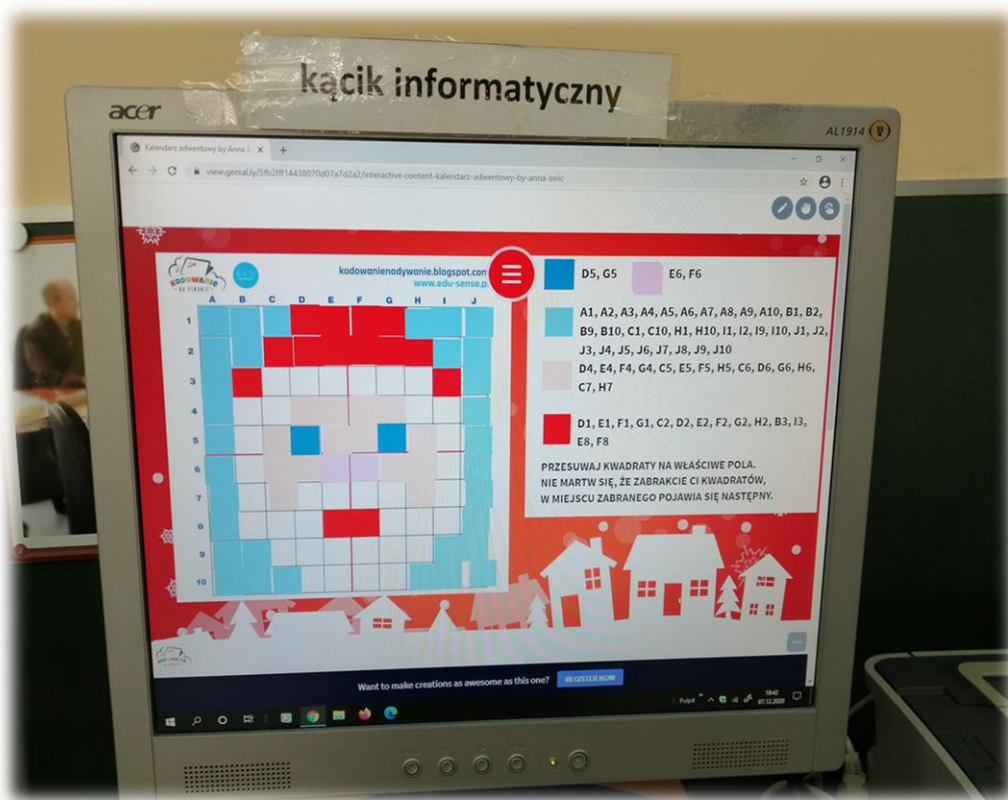 kącik informatyczny
acer
AL1914
Kalendarz adwentowy by Anna Ś
view.genial.ly/5fb2fff14438070d07a7d2a2/interactive-content-kalendarz-adwentowy-by-anna-swic
KODOWANIE
NA DYWANIE
kodowanienadywanie.blogspot.com
www.edu-sense.p
A B C D E F G H I J
1
2
3
4
5
6
7
8
9
10
D5, G5
E6, F6
A1, A2, A3, A4, A5, A6, A7, A8, A9, A10, B1, B2,
B9, B10, C1, C10, H1, H10, I1, I2, I9, I10, J1, J2,
J3, J4, J5, J6, J7, J8, J9, J10
D4, E4, F4, G4, C5, E5, F5, H5, C6, D6, G6, H6,
C7, H7
D1, E1, F1, G1, C2, D2, E2, F2, G2, H2, B3, I3,
E8, F8
PRZESUWAJ KWADRATY NA WŁAŚCIWE POLA.
NIE MARTW SIĘ, ŻE ZABRAKCIE CI KWADRATÓW,
W MIEJSCU ZABRANEGO POJAWIA SIĘ NASTĘPNY.
Want to make creations as awesome as this one?
REGISTER NOW
Pulpit
10:42
07.12.2020